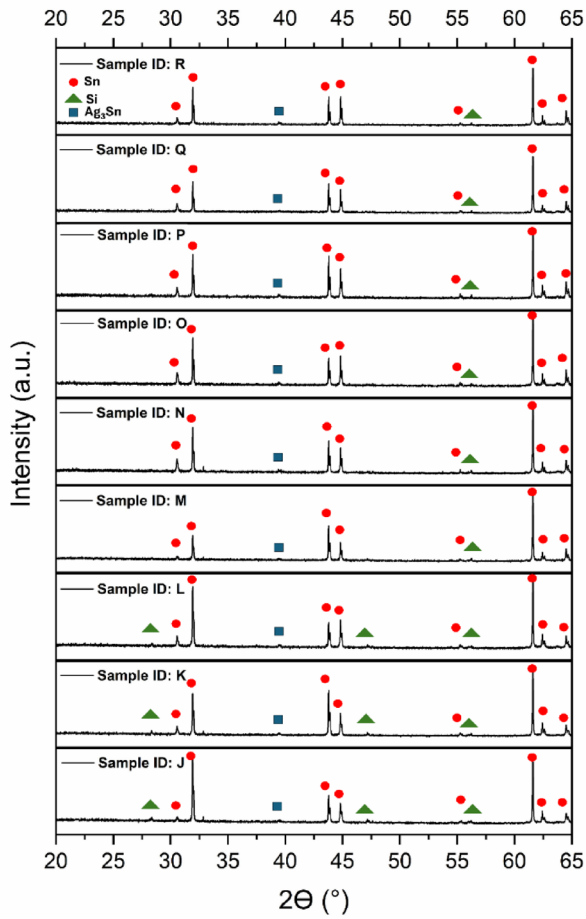 20 25 30 35 40 45 50 55 60 65
Sample ID: R
Sn
Si
Ag₃Sn
Sample ID: Q
Sample ID: P
Sample ID: O
Sample ID: N
Sample ID: M
Sample ID: L
Sample ID: K
Sample ID: J
Intensity (a.u.)
20 25 30 35 40 45 50 55 60 65
2Θ (°)